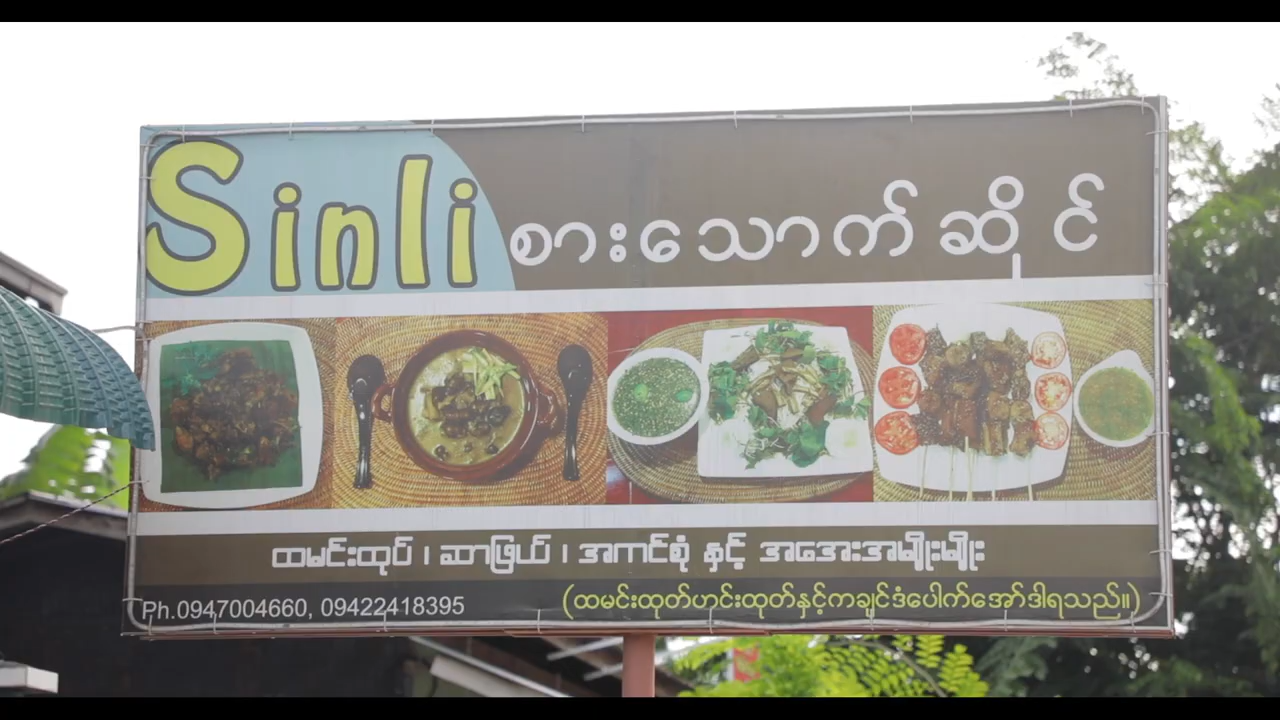 Sinli စားသောက်ဆိုင်
ထမင်းထုပ် ၊ ဆာဖြယ် ၊ အကင်စုံ နှင့် အအေးအမျိုးမျိုး
Ph.0947004660, 09422418395 (ထမင်းထုတ်ဟင်းထုတ်နှင့်ကချင်ဒံပေါက်အော်ဒါရသည်။)